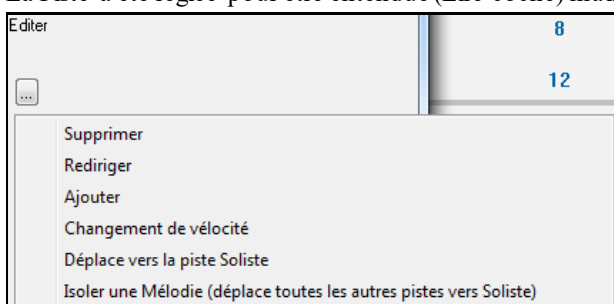 Editer
8
12
...
Supprimer
Rediriger
Ajouter
Changement de vélocité
Déplace vers la piste Soliste
Isoler une Mélodie (déplace toutes les autres pistes vers Soliste)